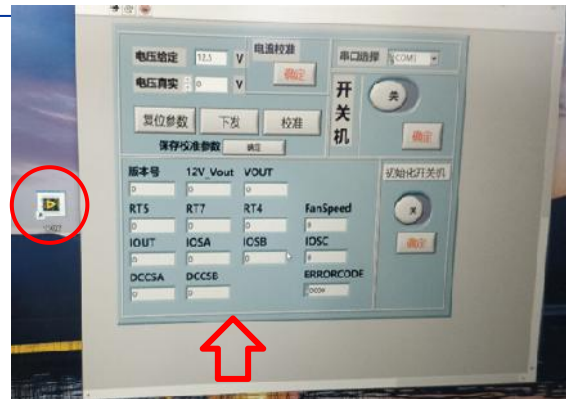 电压给定 12.5 V 电流校准 串口选择 COM1
电压真实 0 V 确定 开关机 关
复位参数 下发 校准 确定
保存校准参数 确定
版本号 12V_Vout VOUT 初始化开关机
0 0 0
RT5 RT7 RT4 FanSpeed 关
0 0 0 0
IOUT IOSA IOSB IOSC 确定
0 0 0 0
DCCSA DCCSB ERRORCODE
0 0